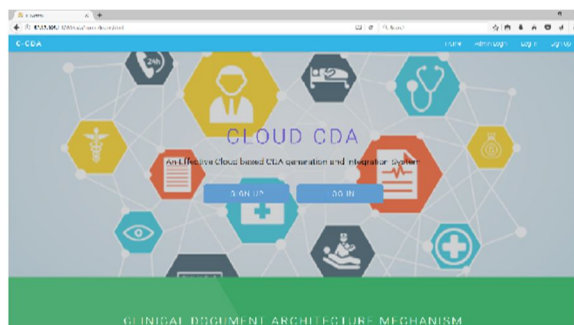 C-CDA
Home Admin Login Log In Sign Up
24h
CLOUD CDA
An Effective Cloud based CDA generation and Integration System
SIGN UP
LOG IN
CLINICAL DOCUMENT ARCHITECTURE MECHANISM